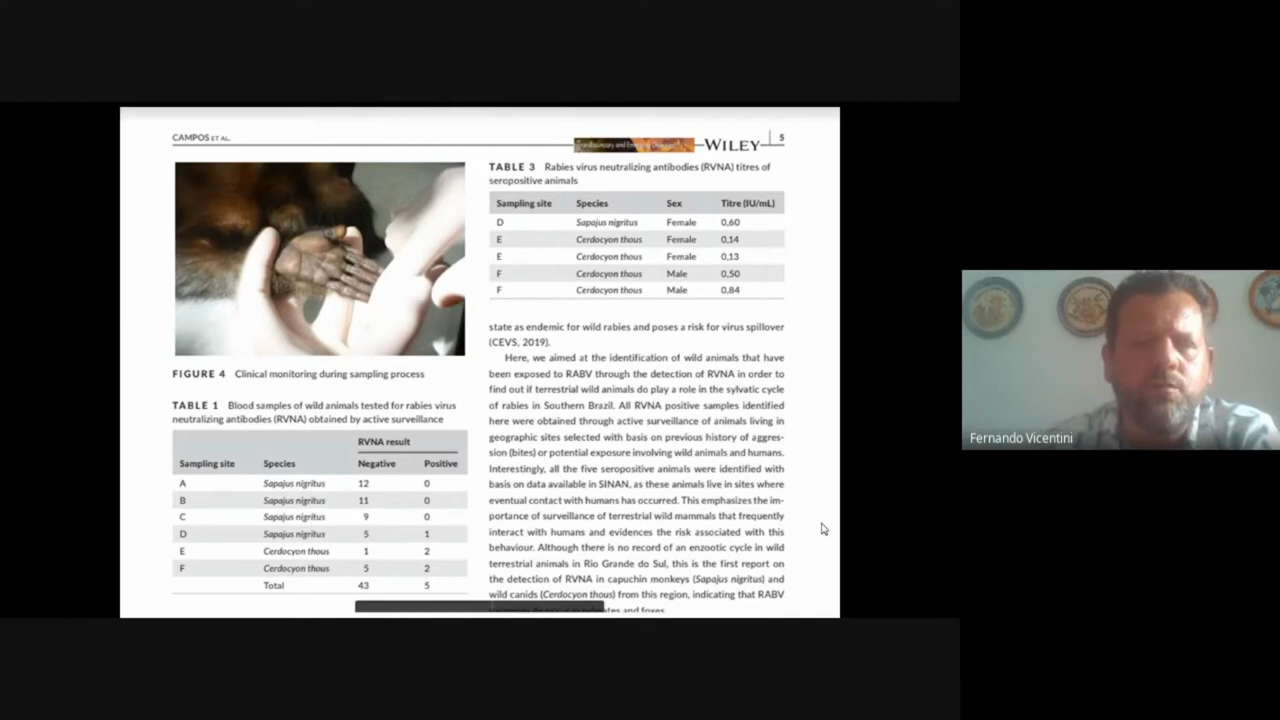 CAMPOS ET AL.
WILEY
5
FIGURE 4 Clinical monitoring during sampling process
TABLE 1 Blood samples of wild animals tested for rabies virus
neutralizing antibodies (RVNA) obtained by active surveillance
RVNA result
Sampling site Species Negative Positive
A Sapajus nigritus 12 0
B Sapajus nigritus 11 0
C Sapajus nigritus 9 0
D Sapajus nigritus 5 1
E Cerdocyon thous 1 2
F Cerdocyon thous 5 2
Total 43 5
TABLE 3 Rabies virus neutralizing antibodies (RVNA) titres of
seropositive animals
Sampling site Species Sex Titre (IU/mL)
D Sapajus nigritus Female 0,60
E Cerdocyon thous Female 0,14
E Cerdocyon thous Female 0,13
F Cerdocyon thous Male 0,50
F Cerdocyon thous Male 0,84
state as endemic for wild rabies and poses a risk for virus spillover
(CEVS, 2019).
Here, we aimed at the identification of wild animals that have
been exposed to RABV through the detection of RVNA in order to
find out if terrestrial wild animals do play a role in the sylvatic cycle
of rabies in Southern Brazil. All RVNA positive samples identified
here were obtained through active surveillance of animals living in
geographic sites selected with basis on previous history of aggres-
sion (bites) or potential exposure involving wild animals and humans.
Interestingly, all the five seropositive animals were identified with
basis on data available in SINAN, as these animals live in sites where
eventual contact with humans has occurred. This emphasizes the im-
portance of surveillance of terrestrial wild mammals that frequently
interact with humans and evidences the risk associated with this
behaviour. Although there is no record of an enzootic cycle in wild
terrestrial animals in Rio Grande do Sul, this is the first report on
the detection of RVNA in capuchin monkeys (Sapajus nigritus) and
wild canids (Cerdocyon thous) from this region, indicating that RABV
and foxes.
Fernando Vicentini